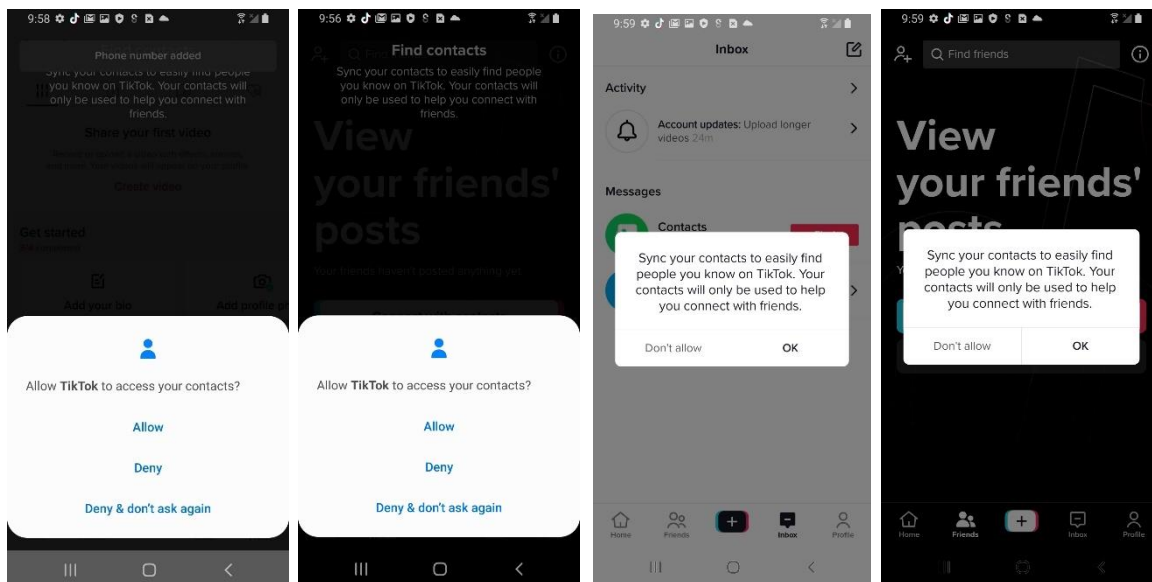 9:58
Phone number added
Sync your contacts to easily find people
you know on TikTok. Your contacts will
only be used to help you connect with
friends.
Share your first video
Create video
Get started
Add your bio
Add profile
Allow TikTok to access your contacts?
Allow
Deny
Deny & don't ask again
9:56
Find contacts
Sync your contacts to easily find people
you know on TikTok. Your contacts will
only be used to help you connect with
friends.
View
your friends'
posts
Your friends haven't posted anything yet
Allow TikTok to access your contacts?
Allow
Deny
Deny & don't ask again
9:59
Inbox
Activity
Account updates: Upload longer
videos 24m
Messages
Contacts
Sync your contacts to easily find
people you know on TikTok. Your
contacts will only be used to help
you connect with friends.
Don't allow
OK
Home
Friends
Inbox
Profile
9:59
Find friends
View
your friends'
posts
Sync your contacts to easily find
people you know on TikTok. Your
contacts will only be used to help
you connect with friends.
Don't allow
OK
Home
Friends
Inbox
Profile